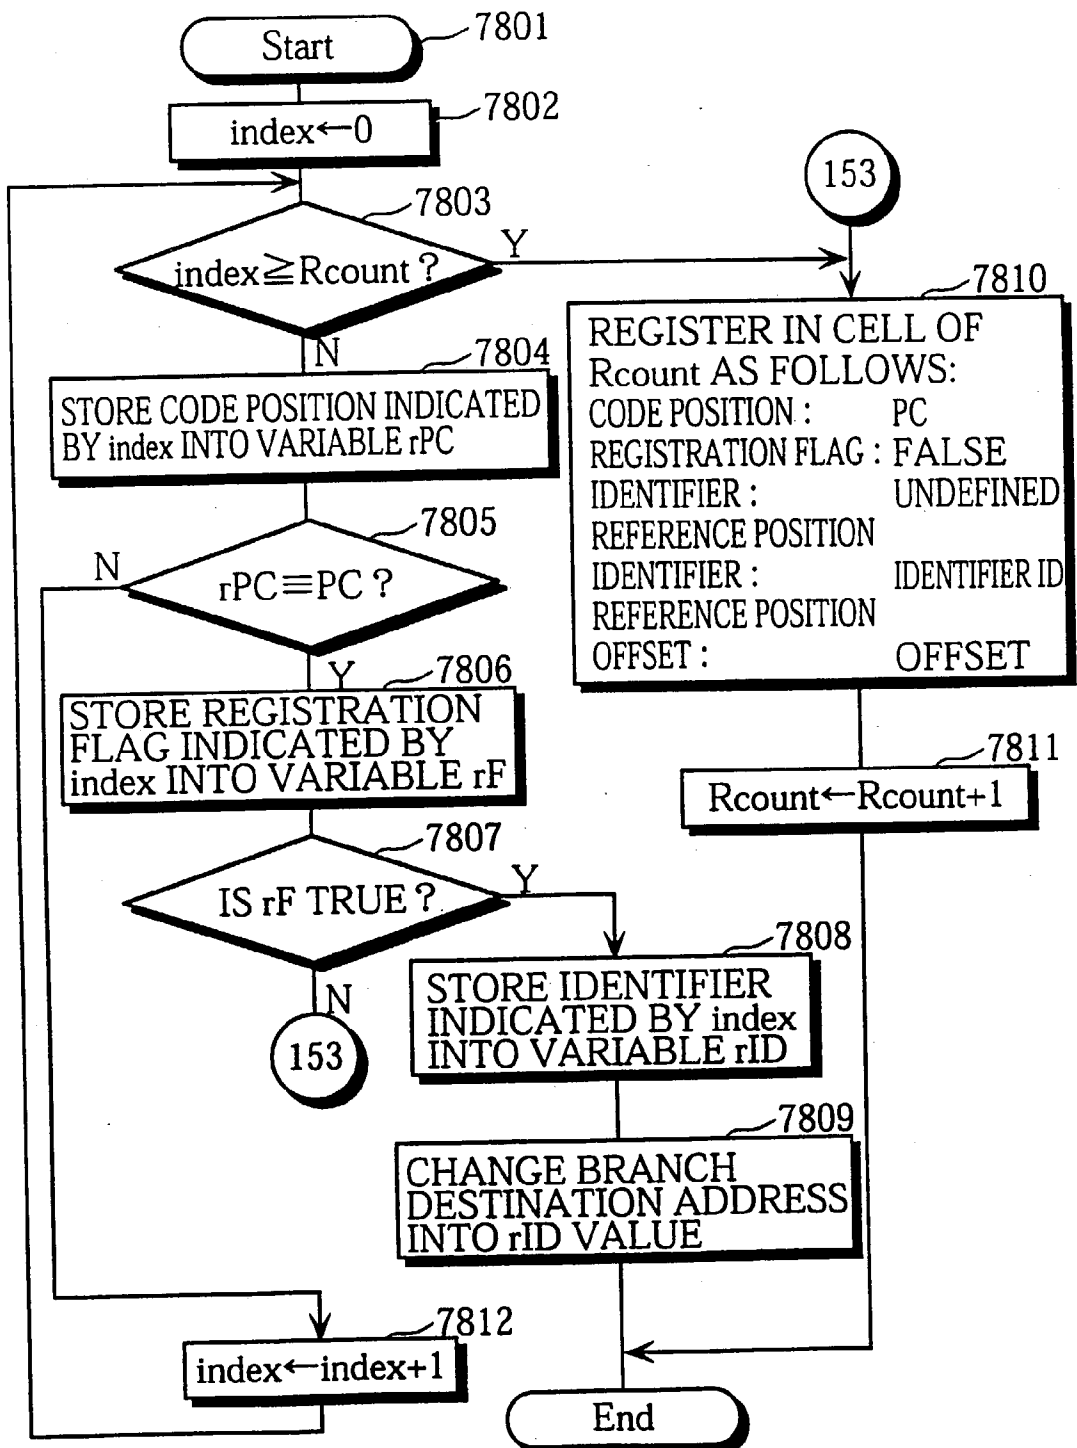 Start
7801
index←0
7802
153
7803
index≧Rcount ?
Y
N
7804
STORE CODE POSITION INDICATED
BY index INTO VARIABLE rPC
7805
N
rPC≡PC ?
Y
7806
STORE REGISTRATION
FLAG INDICATED BY
index INTO VARIABLE rF
7807
IS rF TRUE ?
Y
N
153
7808
STORE IDENTIFIER
INDICATED BY index
INTO VARIABLE rID
7809
CHANGE BRANCH
DESTINATION ADDRESS
INTO rID VALUE
7810
REGISTER IN CELL OF
Rcount AS FOLLOWS:
CODE POSITION : PC
REGISTRATION FLAG : FALSE
IDENTIFIER : UNDEFINED
REFERENCE POSITION
IDENTIFIER : IDENTIFIER ID
REFERENCE POSITION
OFFSET : OFFSET
7811
Rcount←Rcount+1
7812
index←index+1
End